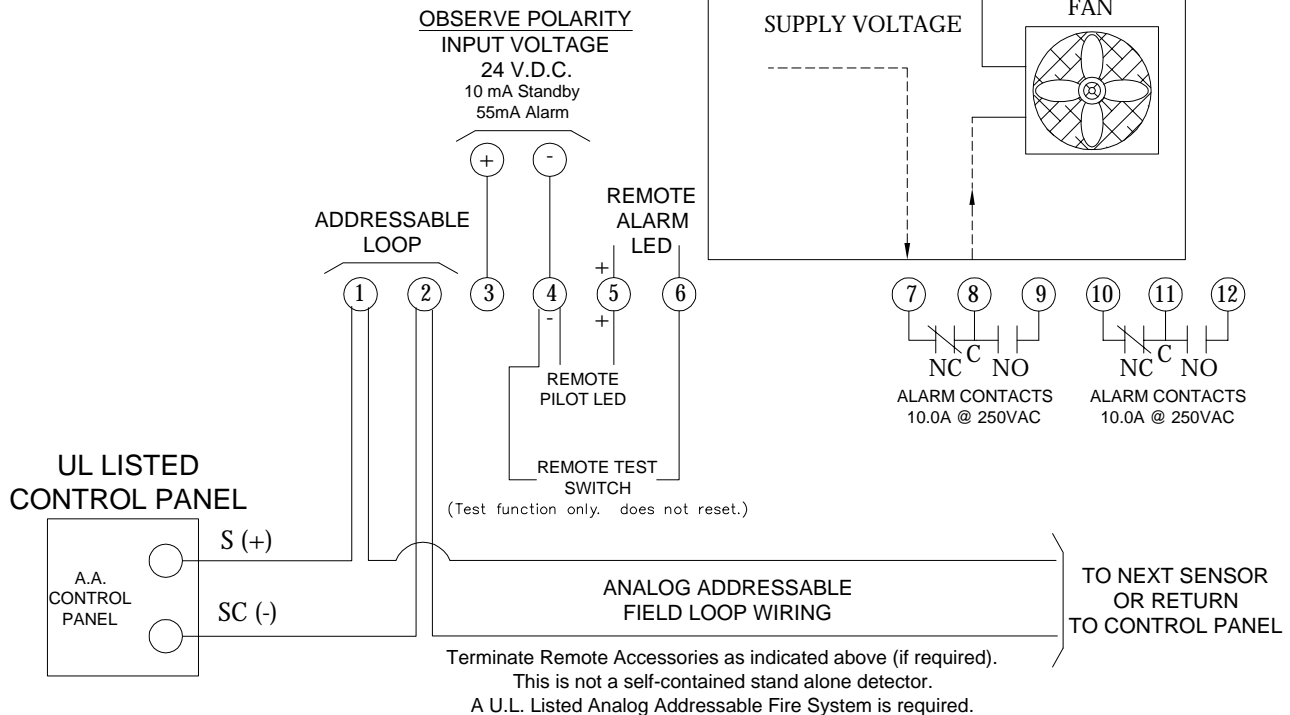 OBSERVE POLARITY
INPUT VOLTAGE
24 V.D.C.
10 mA Standby
55mA Alarm
+
-
SUPPLY VOLTAGE
FAN
ADDRESSABLE
LOOP
REMOTE
ALARM
LED
+
1
2
3
4
5
6
7
8
9
10
11
12
-
+
REMOTE
PILOT LED
REMOTE TEST
SWITCH
(Test function only. does not reset.)
C
NC
NO
ALARM CONTACTS
10.0A @ 250VAC
C
NC
NO
ALARM CONTACTS
10.0A @ 250VAC
UL LISTED
CONTROL PANEL
A.A.
CONTROL
PANEL
S (+)
SC (-)
ANALOG ADDRESSABLE
FIELD LOOP WIRING
TO NEXT SENSOR
OR RETURN
TO CONTROL PANEL
Terminate Remote Accessories as indicated above (if required).
This is not a self-contained stand alone detector.
A U.L. Listed Analog Addressable Fire System is required.